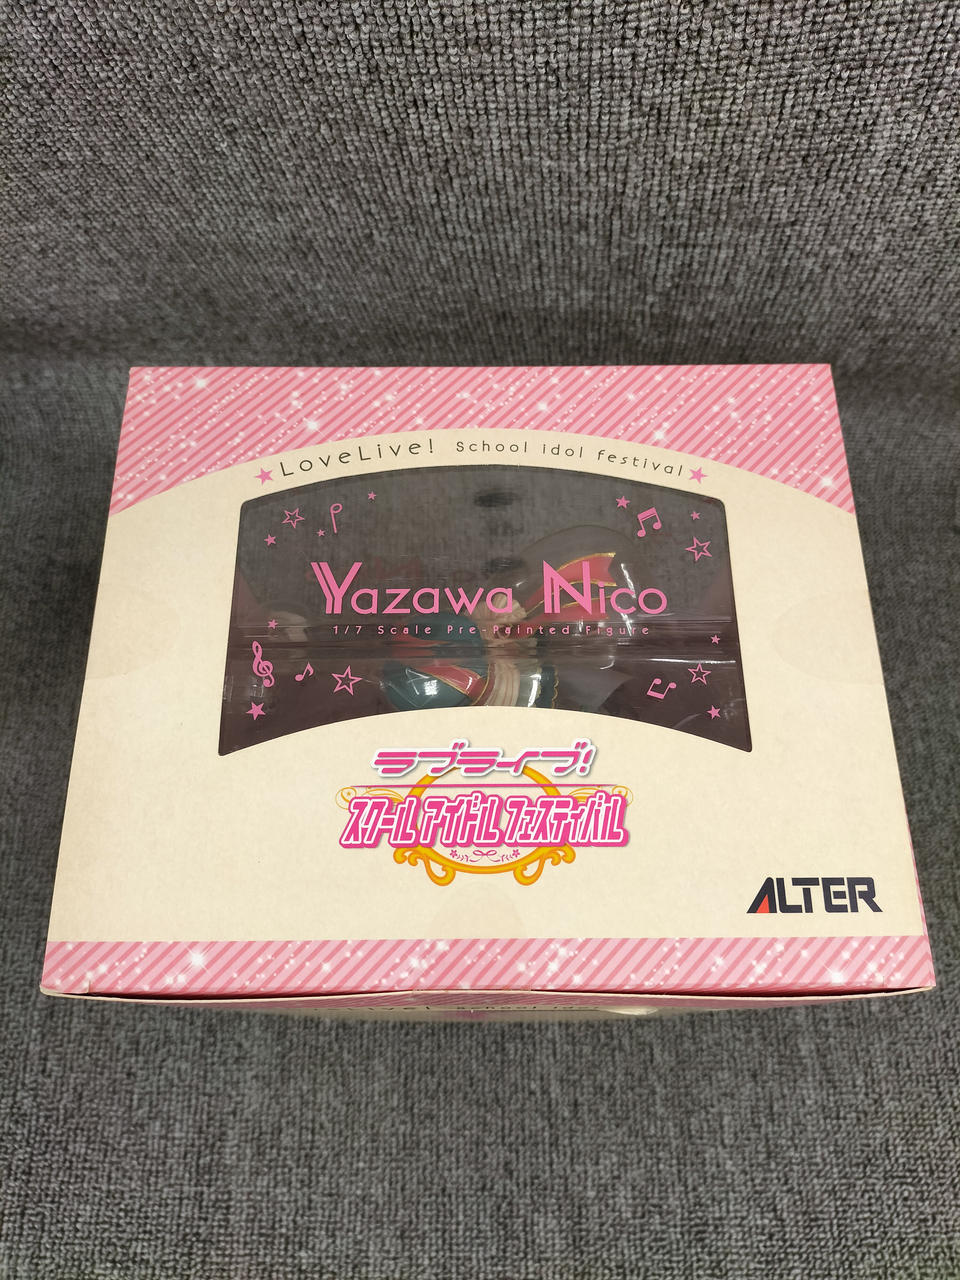 LoveLive! School idol festival
Yazawa Nico
1/7 Scale Pre-Painted Figure
ラブライブ!
スクールアイドルフェスティバル
ALTER